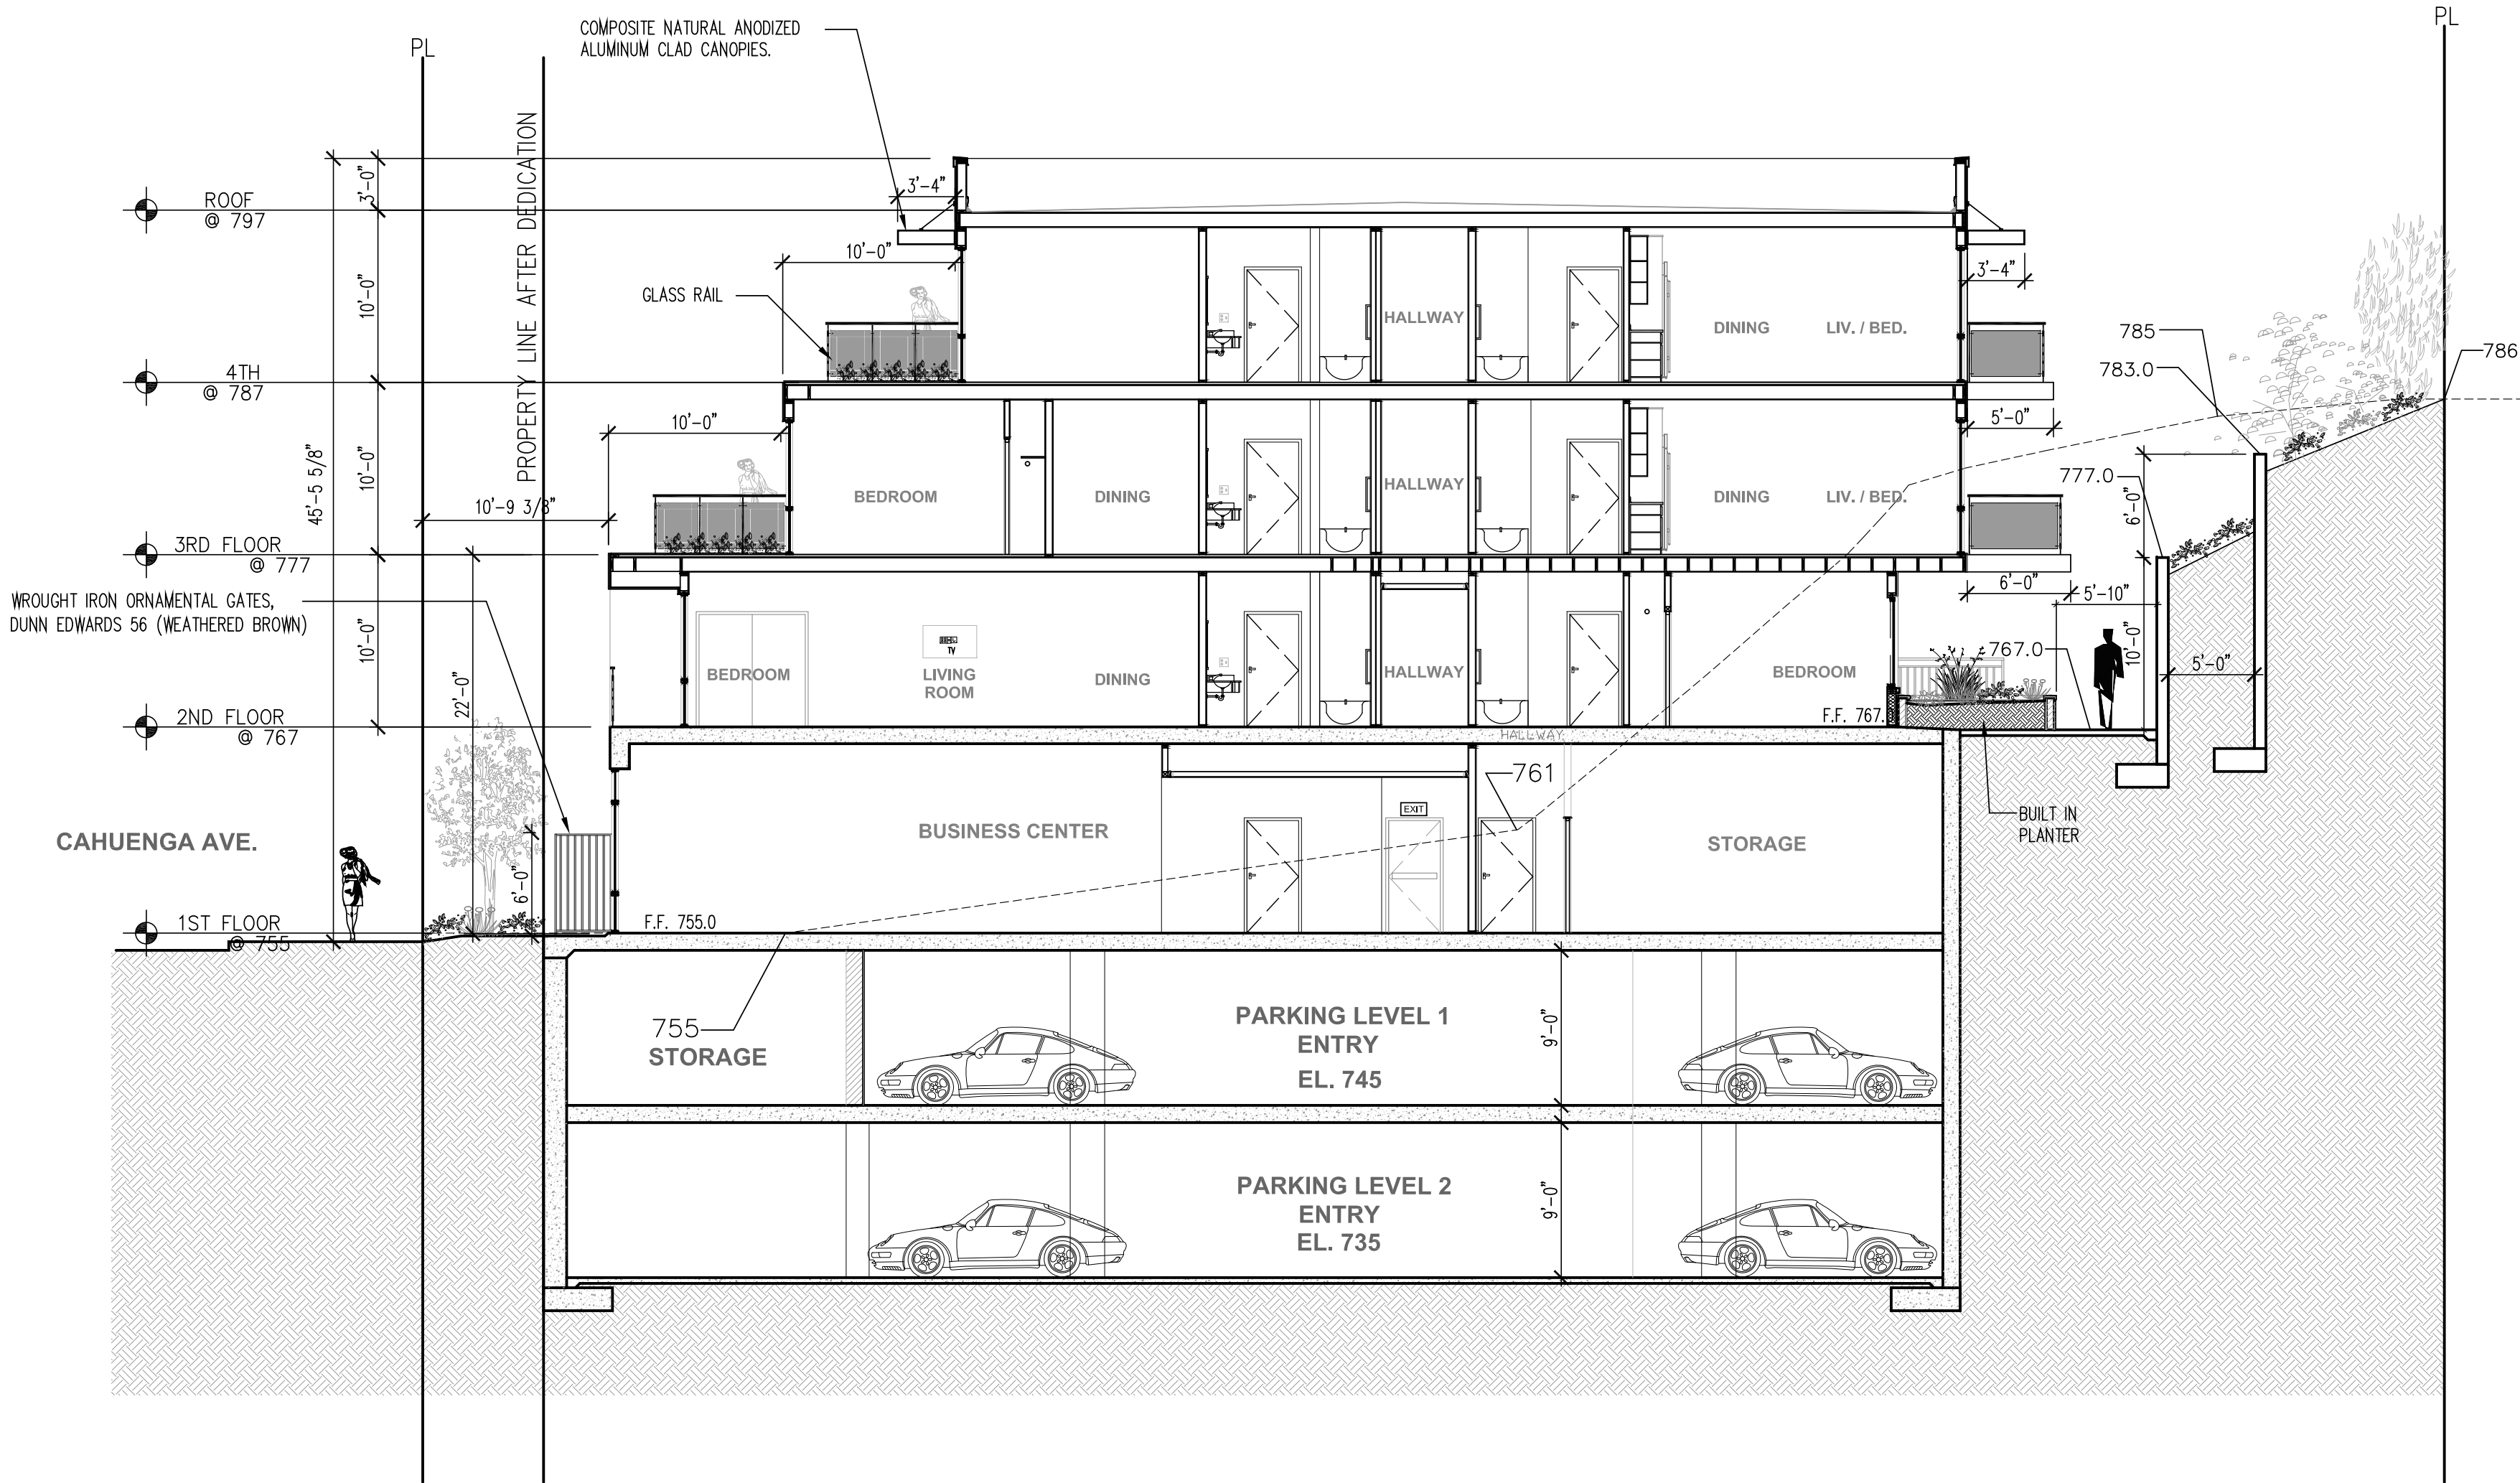 PL
PL
COMPOSITE NATURAL ANODIZED
ALUMINUM CLAD CANOPIES.
PROPERTY LINE AFTER DEDICATION
ROOF
@ 797
3'-0"
3'-4"
10'-0"
GLASS RAIL
10'-0"
HALLWAY
DINING
LIV. / BED.
3'-4"
785
786
783.0
4TH
@ 787
45'-5 5/8"
10'-0"
10'-0"
10'-9 3/8"
BEDROOM
DINING
HALLWAY
DINING
LIV. / BED.
5'-0"
777.0
6'-0"
3RD FLOOR
@ 777
WROUGHT IRON ORNAMENTAL GATES,
DUNN EDWARDS 56 (WEATHERED BROWN)
10'-0"
22'-0"
BEDROOM
TV
LIVING
ROOM
DINING
HALLWAY
BEDROOM
6'-0"
5'-10"
767.0
10'-0"
5'-0"
2ND FLOOR
@ 767
F.F. 767.
HALLWAY
761
CAHUENGA AVE.
6'-0"
BUSINESS CENTER
EXIT
STORAGE
BUILT IN
PLANTER
1ST FLOOR
@ 755
F.F. 755.0
755
STORAGE
PARKING LEVEL 1
ENTRY
EL. 745
9'-0"
PARKING LEVEL 2
ENTRY
EL. 735
9'-0"